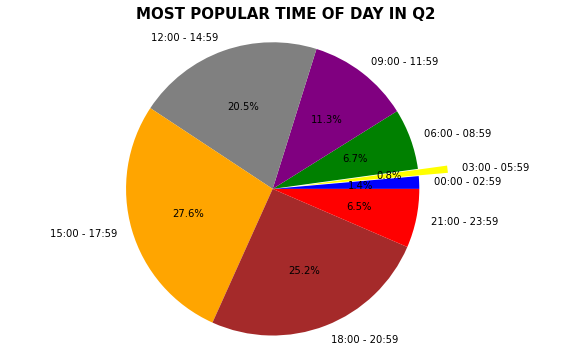 MOST POPULAR TIME OF DAY IN Q2
12:00 - 14:59
09:00 - 11:59
20.5%
11.3%
06:00 - 08:59
6.7%
03:00 - 05:59
0.8%
00:00 - 02:59
1.4%
6.5%
21:00 - 23:59
27.6%
15:00 - 17:59
25.2%
18:00 - 20:59